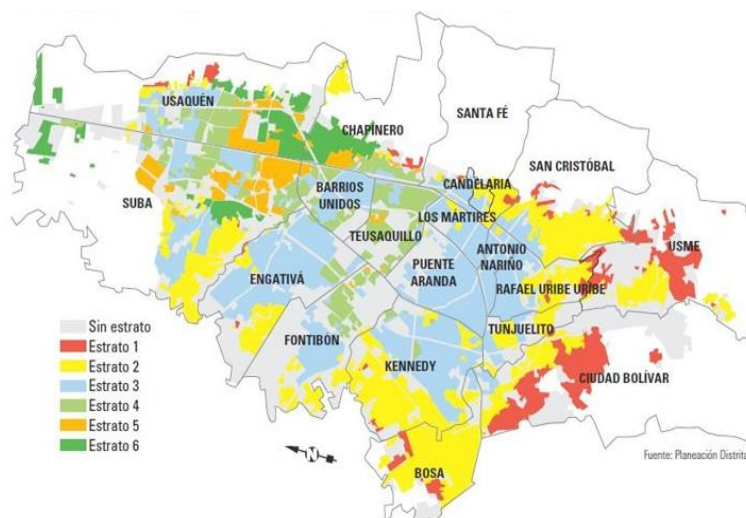 SANTA FÉ
USAQUÉN
CHAPINERO
SAN CRISTÓBAL
CANDELARIA
BARRIOS
UNIDOS
SUBA
LOS MÁRTIRES
TEUSAQUILLO
ANTONIO
NARIÑO
USME
PUENTE
ARANDA
ENGATIVÁ
RAFAEL URIBE URIBE
TUNJUELITO
FONTIBÓN
KENNEDY
CIUDAD BOLÍVAR
BOSA
Sin estrato
Estrato 1
Estrato 2
Estrato 3
Estrato 4
Estrato 5
Estrato 6
N
Fuente: Planeación Distrita